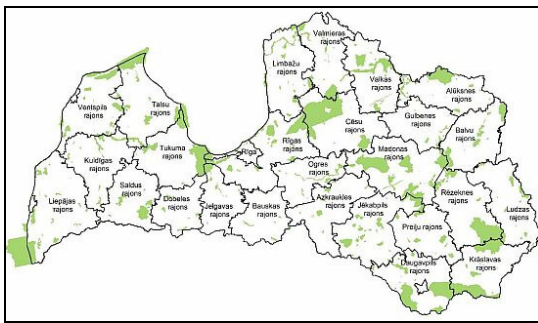 Valmieras
rajons
Limbažu
rajons
Valkas
rajons
Alūksnes
rajons
Ventspils
rajons
Talsu
rajons
Gulbenes
rajons
Cēsu
rajons
Balvu
rajons
Rīgas
rajons
Tukuma
rajons
Rīga
Madonas
rajons
Kuldīgas
rajons
Ogres
rajons
Saldus
rajons
Rēzeknes
rajons
Liepājas
rajons
Dobeles
rajons
Jelgavas
rajons
Bauskas
rajons
Aizkraukles
rajons
Jēkabpils
rajons
Ludzas
rajons
Preiļu rajons
Daugavpils
rajons
Krāslavas
rajons